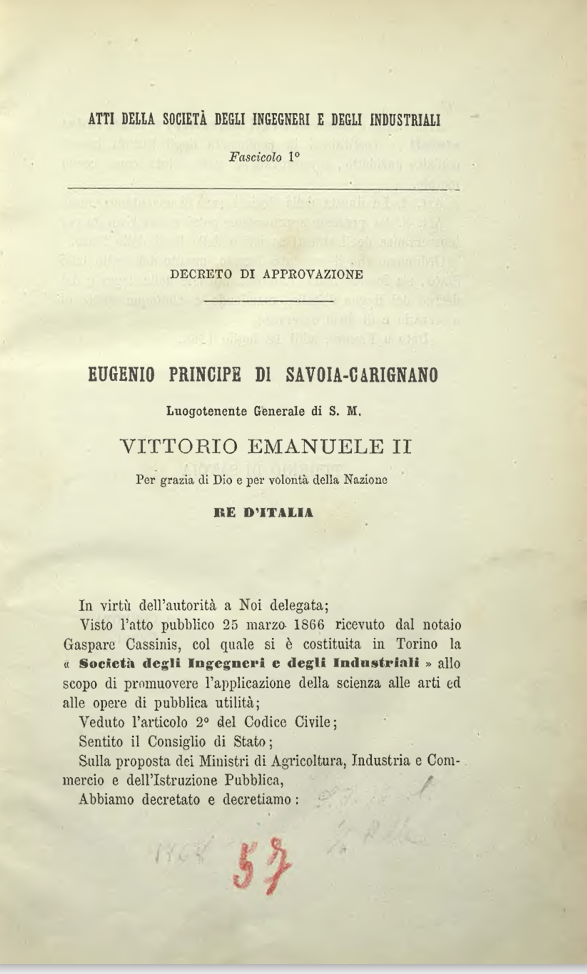 ATTI DELLA SOCIETÀ DEGLI INGEGNERI E DEGLI INDUSTRIALI
Fascicolo 1°
DECRETO DI APPROVAZIONE
EUGENIO PRINCIPE DI SAVOIA-CARIGNANO
Luogotenente Generale di S. M.
VITTORIO EMANUELE II
Per grazia di Dio e per volontà della Nazione
RE D'ITALIA
In virtù dell'autorità a Noi delegata;
Visto l'atto pubblico 25 marzo 1866 ricevuto dal notaio
Gaspare Cassinis, col quale si è costituita in Torino la
« Società degli Ingegneri e degli Industriali » allo
scopo di promuovere l'applicazione della scienza alle arti ed
alle opere di pubblica utilità;
Veduto l'articolo 2° del Codice Civile;
Sentito il Consiglio di Stato;
Sulla proposta dei Ministri di Agricoltura, Industria e Com-
mercio e dell'Istruzione Pubblica,
Abbiamo decretato e decretiamo:
57